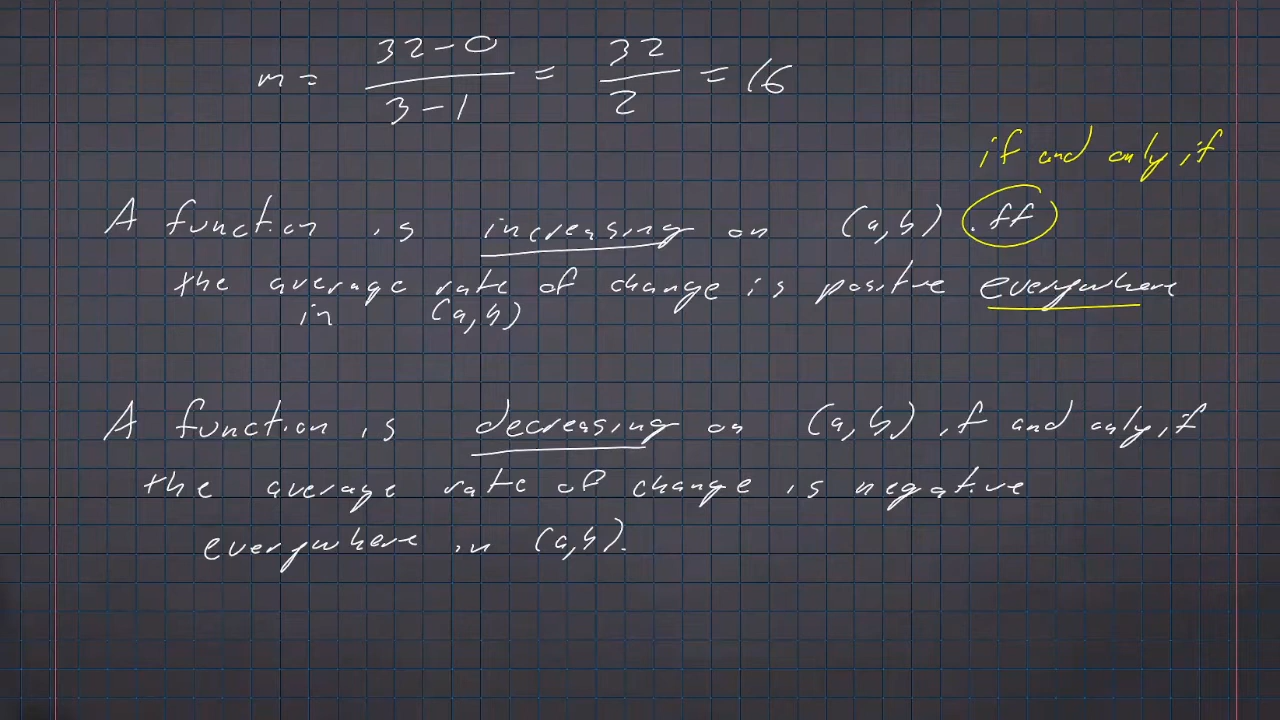 m = 32-0 / 3-1 = 32 / 2 = 16
if and only if
A function is increasing on (a,b) iff
the average rate of change is positive everywhere
in (a,b)
A function is decreasing on (a,b) if and only if
the average rate of change is negative
everywhere in (a,b).